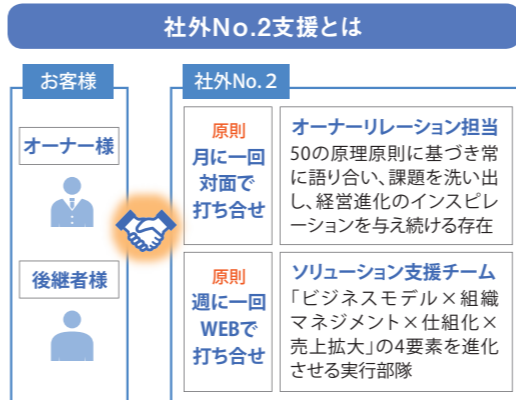 社外No.2支援とは
お客様
オーナー様
後継者様
社外No.2
原則
月に一回
対面で
打ち合せ
オーナーリレーション担当
50の原理原則に基づき常
に語り合い、課題を洗い出
し、経営進化のインスピレ
ーションを与え続ける存在
原則
週に一回
WEBで
打ち合せ
ソリューション支援チーム
「ビジネスモデル×組織
マネジメント×仕組化×
売上拡大」の4要素を進化
させる実行部隊